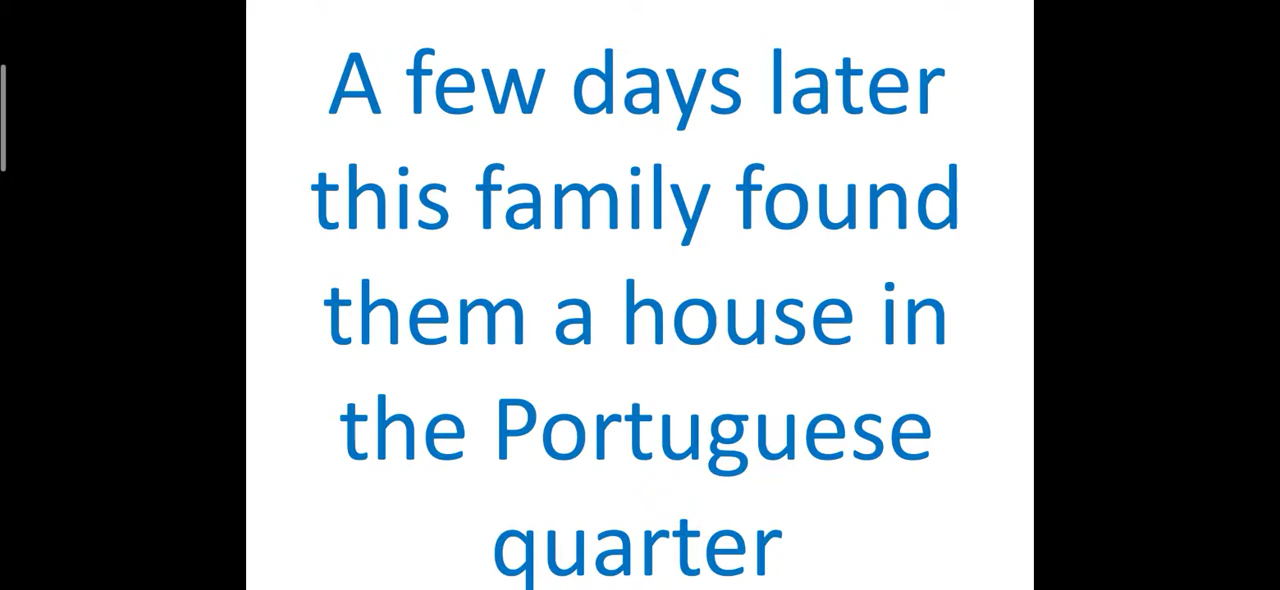 A few days later
this family found
them a house in
the Portuguese
quarter